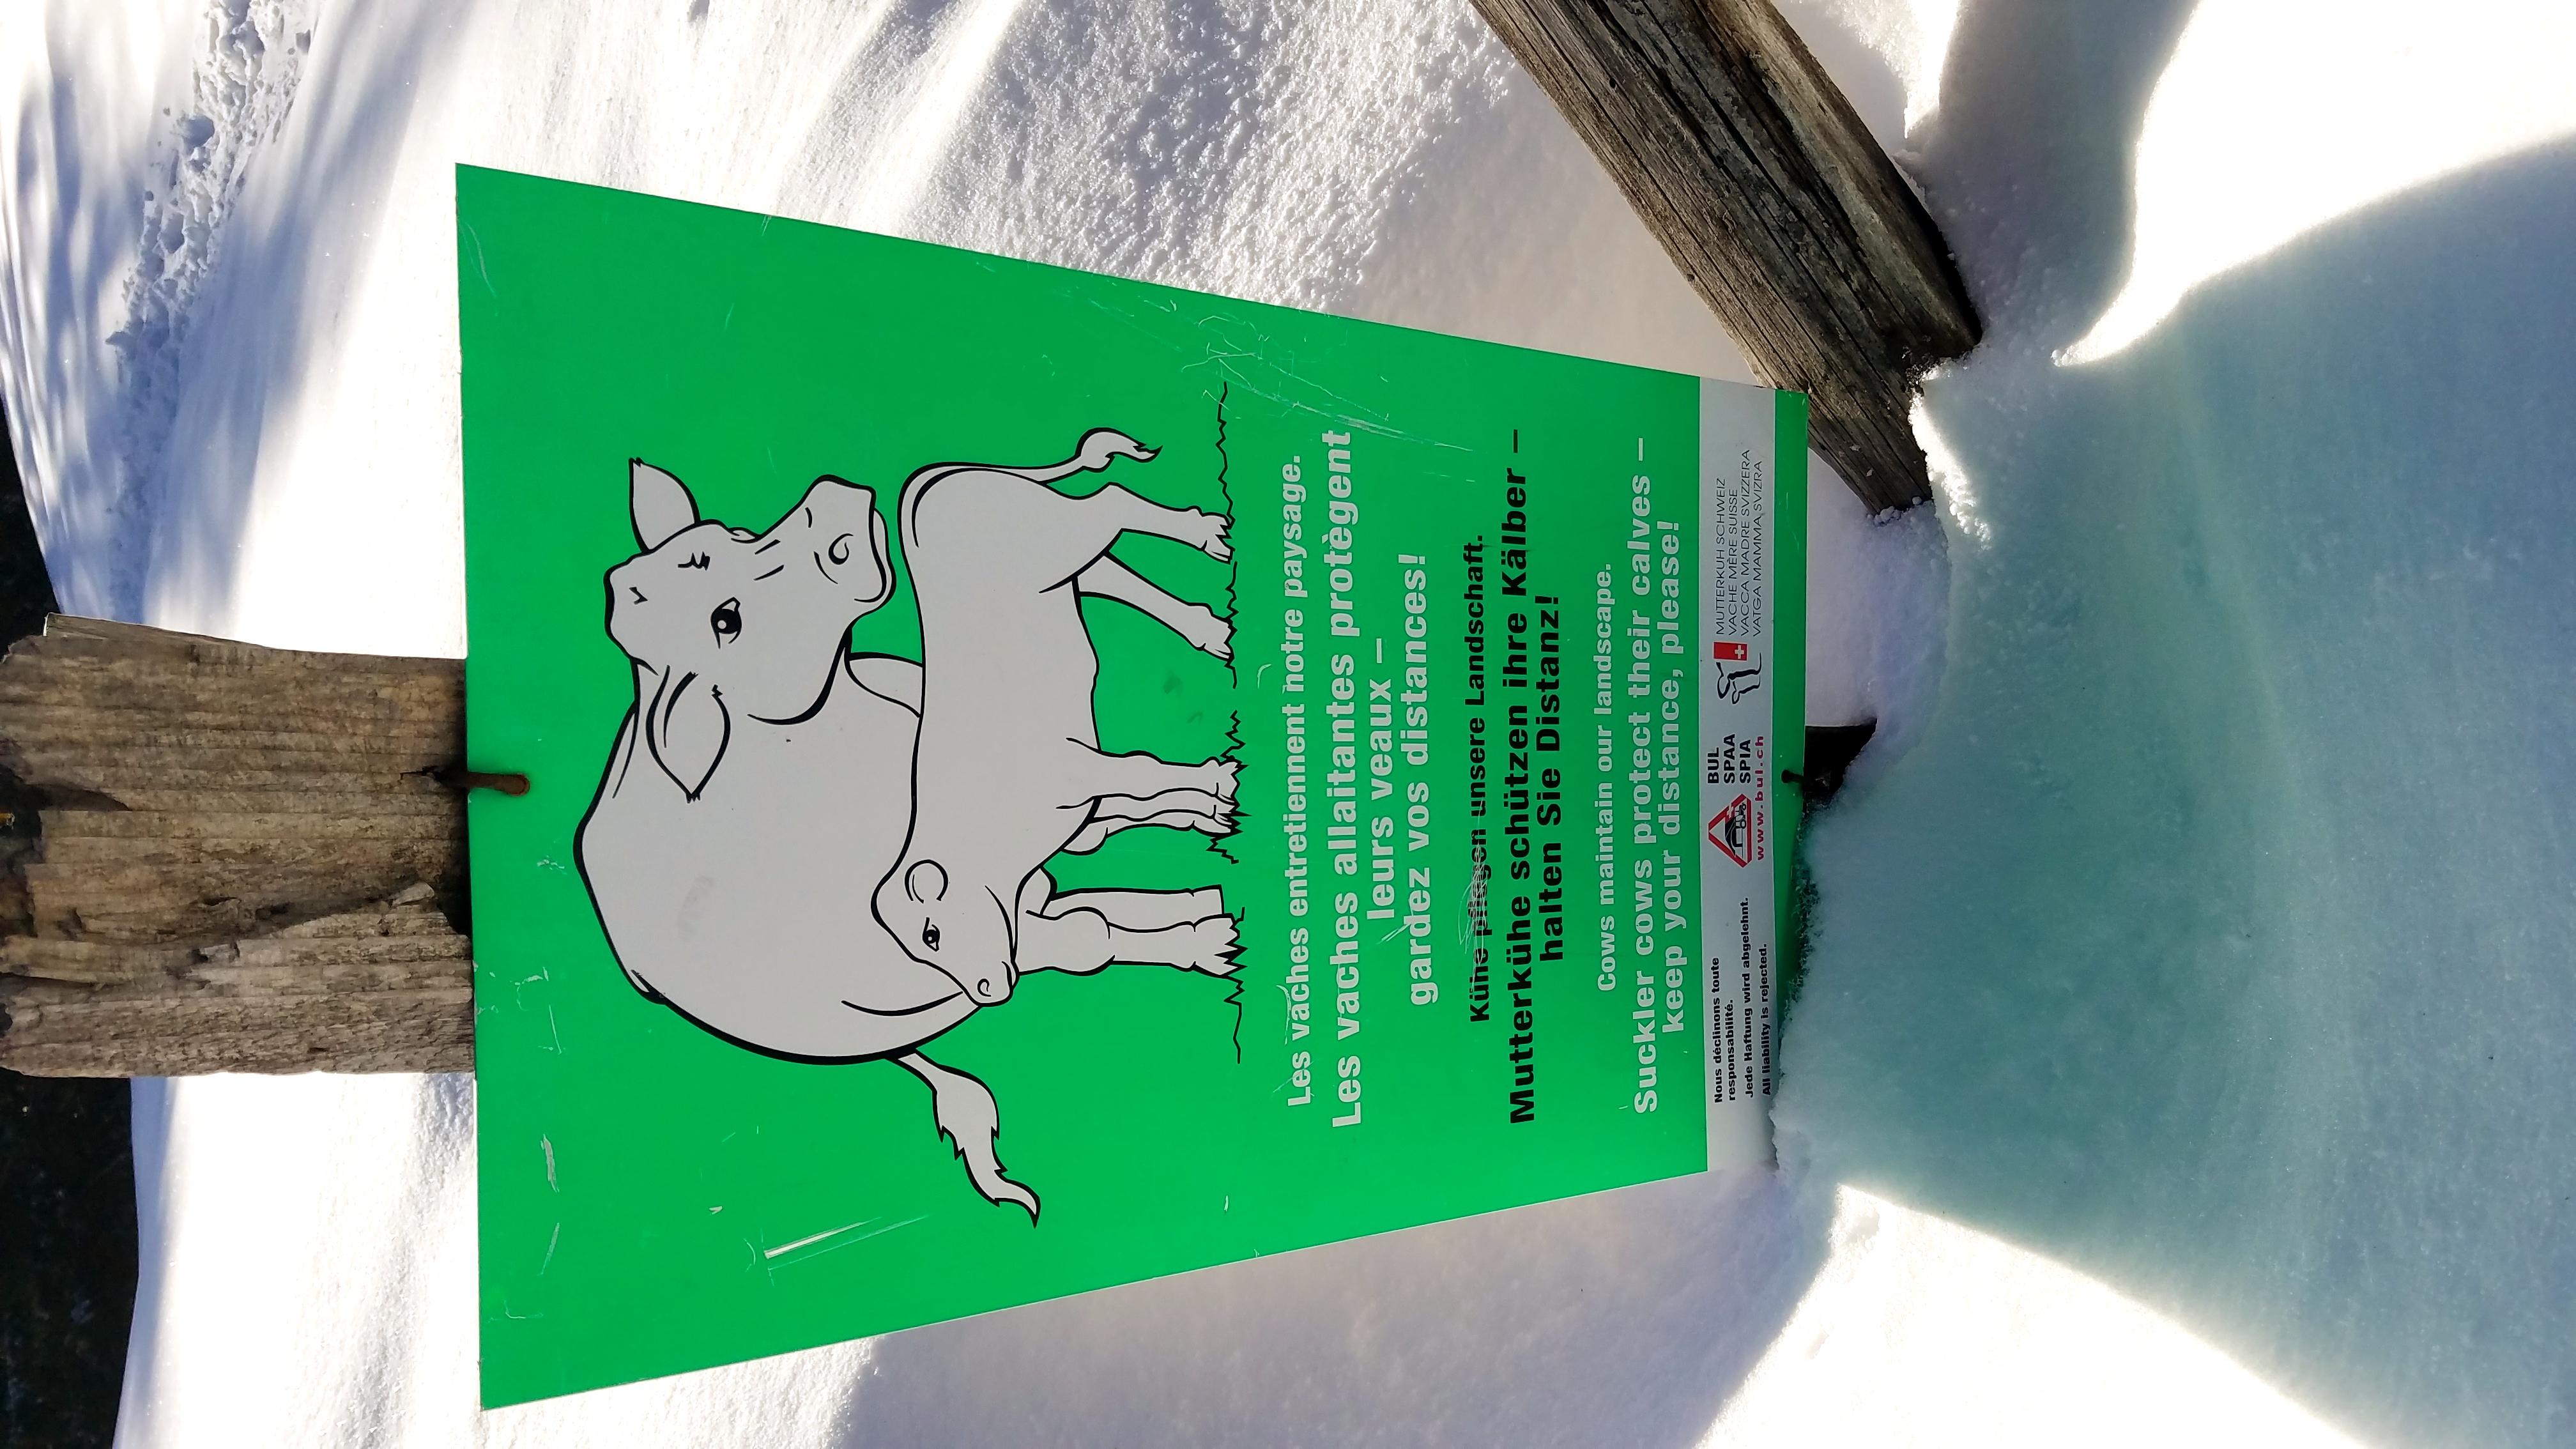 Les vaches entretiennent notre paysage.
Les vaches allaitantes protègent
leurs veaux –
gardez vos distances!
Kühe pflegen unsere Landschaft.
Mutterkühe schützen ihre Kälber –
halten Sie Distanz!
Cows maintain our landscape.
Suckler cows protect their calves –
keep your distance, please!
Nous déclinons toute
responsabilité.
Jede Haftung wird abgelehnt.
All liability is rejected.
BUL
SPAA
SPIA
www.bul.ch
MUTTERKUH SCHWEIZ
VACHE MÈRE SUISSE
VACCA MADRE SVIZZERA
VATGA MAMMA SVIZRA